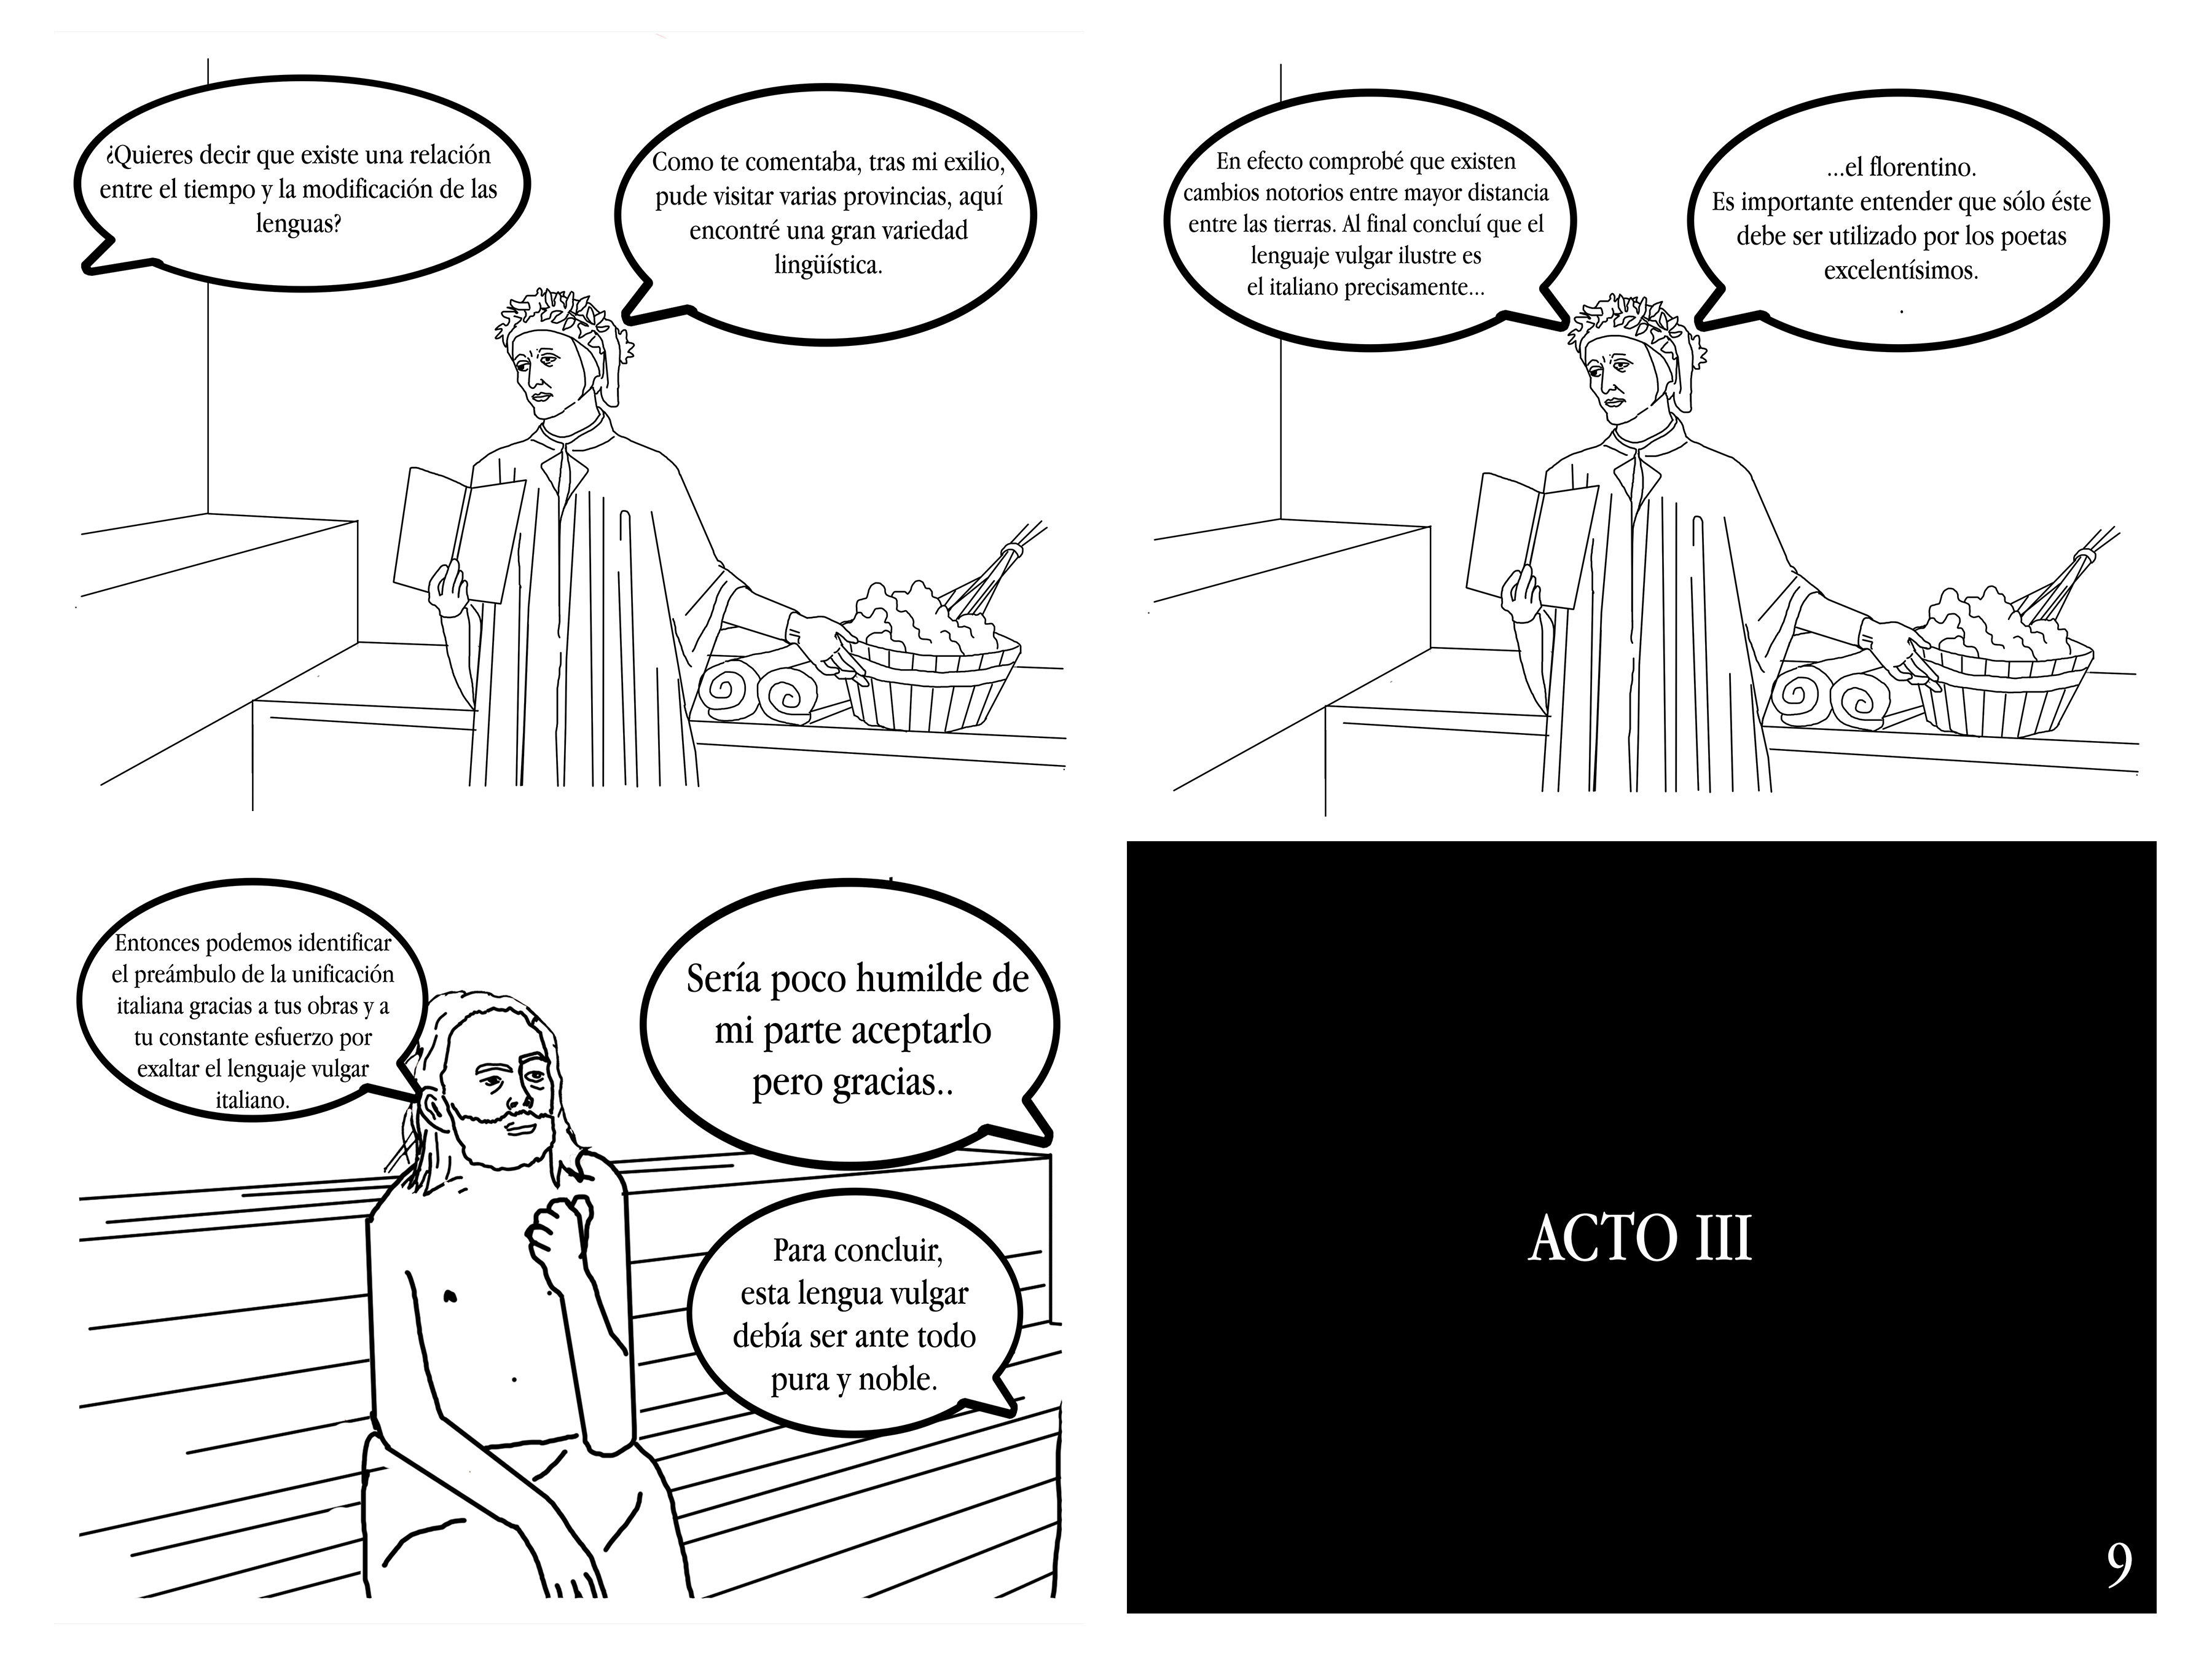 ¿Quieres decir que existe una relación
entre el tiempo y la modificación de las
lenguas?
Como te comentaba, tras mi exilio,
pude visitar varias provincias, aquí
encontré una gran variedad
lingüística.
En efecto comprobé que existen
cambios notorios entre mayor distancia
entre las tierras. Al final concluí que el
lenguaje vulgar ilustre es
el italiano precisamente...
...el florentino.
Es importante entender que sólo éste
debe ser utilizado por los poetas
excelentísimos.
.
Entonces podemos identificar
el preámbulo de la unificación
italiana gracias a tus obras y a
tu constante esfuerzo por
exaltar el lenguaje vulgar
italiano.
Sería poco humilde de
mi parte aceptarlo
pero gracias..
Para concluir,
esta lengua vulgar
debía ser ante todo
pura y noble.
ACTO III
9